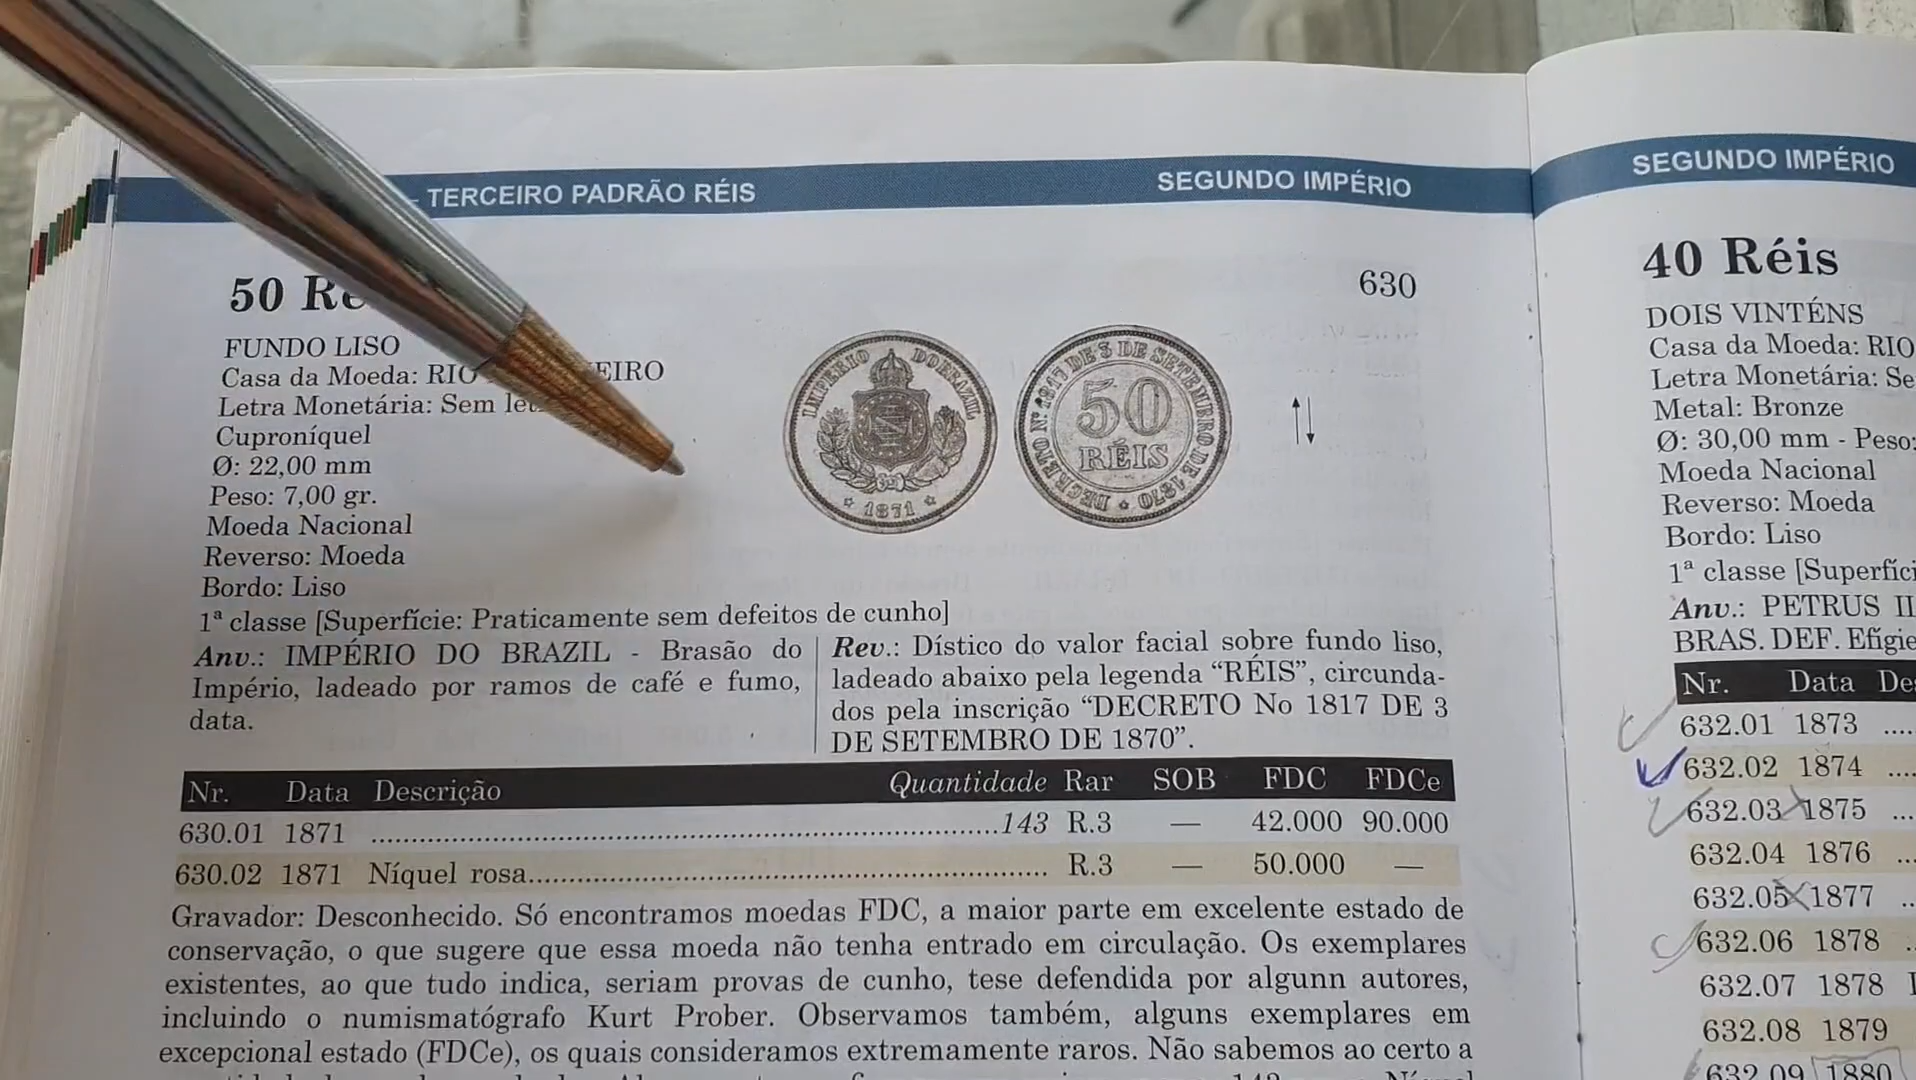 TERCEIRO PADRÃO RÉIS
SEGUNDO IMPÉRIO
50
630
FUNDO LISO
Casa da Moeda: RIO
Letra Monetária: Sem
Cuproníquel
Ø: 22,00 mm
Peso: 7,00 gr.
Moeda Nacional
Reverso: Moeda
Bordo: Liso
1ª classe [Superfície: Praticamente sem defeitos de cunho]
IMPERIO DO BRAZIL
* 1871 *
DECRETO Nº 1817 DE 3 DE SETEMBRO DE 1870 *
50
RÉIS
Anv.: IMPÉRIO DO BRAZIL - Brasão do
Império, ladeado por ramos de café e fumo,
data.
Rev.: Dístico do valor facial sobre fundo liso,
ladeado abaixo pela legenda “RÉIS”, circunda-
dos pela inscrição “DECRETO No 1817 DE 3
DE SETEMBRO DE 1870”.
Nr. Data Descrição Quantidade Rar SOB FDC FDCe
630.01 1871 ....................143 R.3 — 42.000 90.000
630.02 1871 Níquel rosa.................... R.3 — 50.000 —
Gravador: Desconhecido. Só encontramos moedas FDC, a maior parte em excelente estado de
conservação, o que sugere que essa moeda não tenha entrado em circulação. Os exemplares
existentes, ao que tudo indica, seriam provas de cunho, tese defendida por algunn autores,
incluindo o numismatógrafo Kurt Prober. Observamos também, alguns exemplares em
excepcional estado (FDCe), os quais consideramos extremamente raros. Não sabemos ao certo a
SEGUNDO IMPÉRIO
40 Réis
DOIS VINTÉNS
Casa da Moeda: RIO
Letra Monetária:
Metal: Bronze
Ø: 30,00 mm - Peso:
Moeda Nacional
Reverso: Moeda
Bordo: Liso
1ª classe
Anv.: PETRUS II
BRAS. DEF. Efígie
Nr. Data
632.01 1873 ....
632.02 1874 ....
632.03 1875 ...
632.04 1876 ...
632.05 1877 ..
632.06 1878 ..
632.07 1878
632.08 1879
632.09 1880